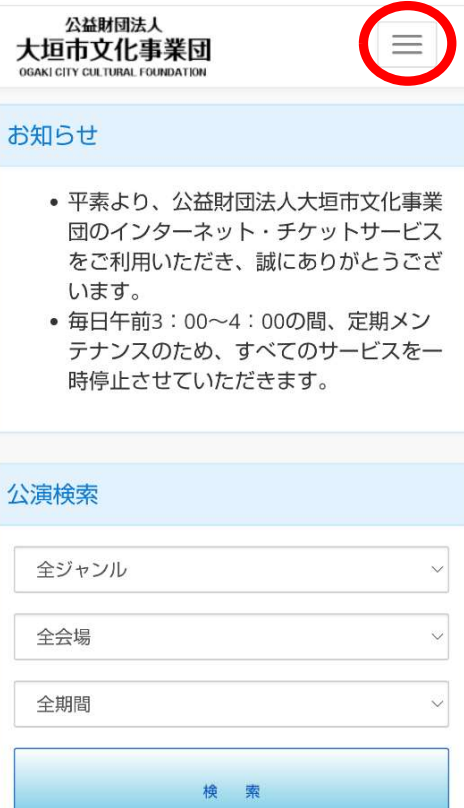 公益財団法人
大垣市文化事業団
OGAKI CITY CULTURAL FOUNDATION
お知らせ
• 平素より、公益財団法人大垣市文化事業
団のインターネット・チケットサービス
をご利用いただき、誠にありがとうござ
います。
• 毎日午前3：00～4：00の間、定期メン
テナンスのため、すべてのサービスを一
時停止させていただきます。
公演検索
全ジャンル
全会場
全期間
検　索